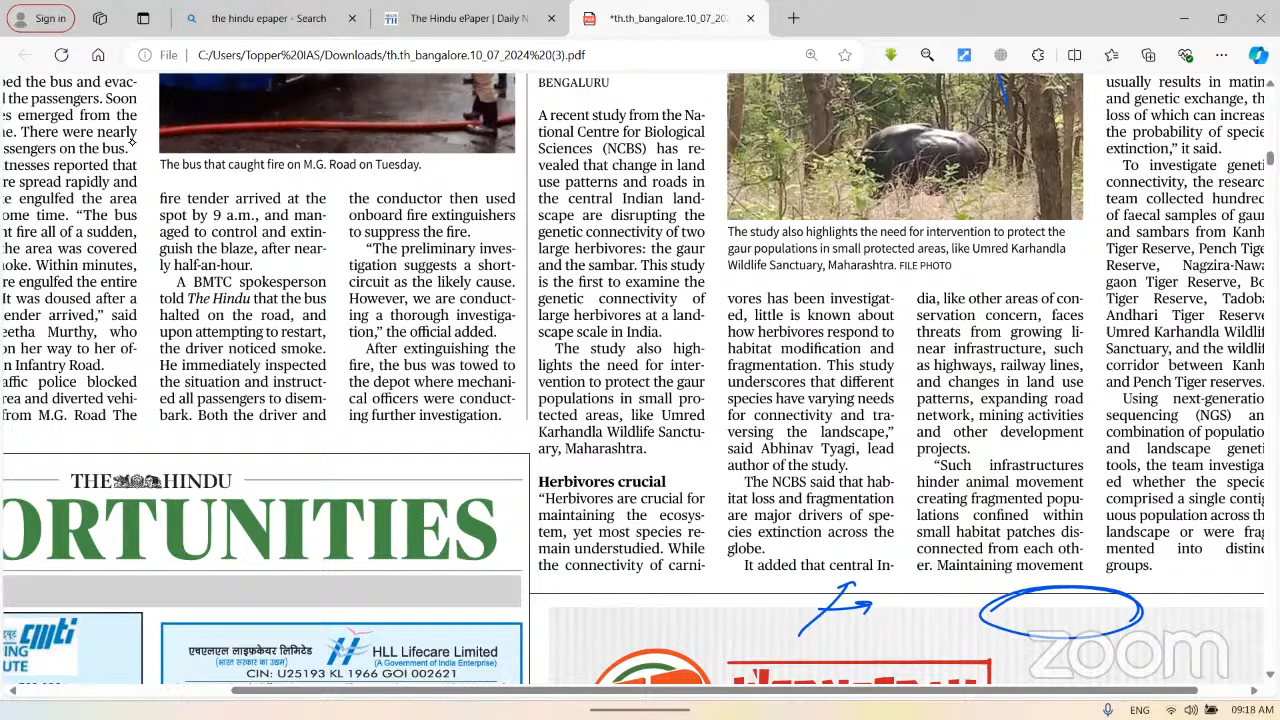 Sign in
the hindu epaper - Search
The Hindu ePaper | Daily N
*th.th_bangalore.10_07_202
File
C:/Users/Topper%20IAS/Downloads/th.th_bangalore.10_07_2024%20(3).pdf
ped the bus and evac-
l the passengers. Soon
es emerged from the
ne. There were nearly
ssengers on the bus.
tnesses reported that
re spread rapidly and
e engulfed the area
ome time. “The bus
nt fire all of a sudden,
the area was covered
noke. Within minutes,
re engulfed the entire
It was doused after a
ender arrived,” said
eetha Murthy, who
on her way to her of-
n Infantry Road.
affic police blocked
rea and diverted vehi-
from M.G. Road The
The bus that caught fire on M.G. Road on Tuesday.
fire tender arrived at the
spot by 9 a.m., and man-
aged to control and extin-
guish the blaze, after near-
ly half-an-hour.
A BMTC spokesperson
told The Hindu that the bus
halted on the road, and
upon attempting to restart,
the driver noticed smoke.
He immediately inspected
the situation and instruct-
ed all passengers to disem-
bark. Both the driver and
the conductor then used
onboard fire extinguishers
to suppress the fire.
“The preliminary inves-
tigation suggests a short-
circuit as the likely cause.
However, we are conduct-
ing a thorough investiga-
tion,” the official added.
After extinguishing the
fire, the bus was towed to
the depot where mechani-
cal officers were conduct-
ing further investigation.
BENGALURU
A recent study from the Na-
tional Centre for Biological
Sciences (NCBS) has re-
vealed that change in land
use patterns and roads in
the central Indian land-
scape are disrupting the
genetic connectivity of two
large herbivores: the gaur
and the sambar. This study
is the first to examine the
genetic connectivity of
large herbivores at a land-
scape scale in India.
The study also high-
lights the need for inter-
vention to protect the gaur
populations in small pro-
tected areas, like Umred
Karhandla Wildlife Sanctu-
ary, Maharashtra.
Herbivores crucial
“Herbivores are crucial for
maintaining the ecosys-
tem, yet most species re-
main understudied. While
the connectivity of carni-
The study also highlights the need for intervention to protect the
gaur populations in small protected areas, like Umred Karhandla
Wildlife Sanctuary, Maharashtra. FILE PHOTO
vores has been investigat-
ed, little is known about
how herbivores respond to
habitat modification and
fragmentation. This study
underscores that different
species have varying needs
for connectivity and tra-
versing the landscape,”
said Abhinav Tyagi, lead
author of the study.
The NCBS said that hab-
itat loss and fragmentation
are major drivers of spe-
cies extinction across the
globe.
It added that central In-
dia, like other areas of con-
servation concern, faces
threats from growing li-
near infrastructure, such
as highways, railway lines,
and changes in land use
patterns, expanding road
network, mining activities
and other development
projects.
“Such infrastructures
hinder animal movement
creating fragmented popu-
lations confined within
small habitat patches dis-
connected from each oth-
er. Maintaining movement
usually results in matin
and genetic exchange, th
loss of which can increas
the probability of specie
extinction,” it said.
To investigate geneti
connectivity, the researc
team collected hundred
of faecal samples of gaur
and sambars from Kanh
Tiger Reserve, Pench Tige
Reserve, Nagzira-Nawa
gaon Tiger Reserve, Bo
Tiger Reserve, Tadoba
Andhari Tiger Reserve
Umred Karhandla Wildlif
Sanctuary, and the wildlif
corridor between Kanh
and Pench Tiger reserves.
Using next-generatio
sequencing (NGS) an
combination of populatio
and landscape geneti
tools, the team investiga
ed whether the specie
comprised a single contig
uous population across th
landscape or were frag
mented into distinc
groups.
THE HINDU
ORTUNITIES
cmti
ING
UTE
एचएलएल लाइफ़केयर लिमिटेड
(भारत सरकार का उद्यम)
HLL Lifecare Limited
(A Government of India Enterprise)
CIN: U25193 KL 1966 GOI 002621
zoom
ENG
09:18 AM